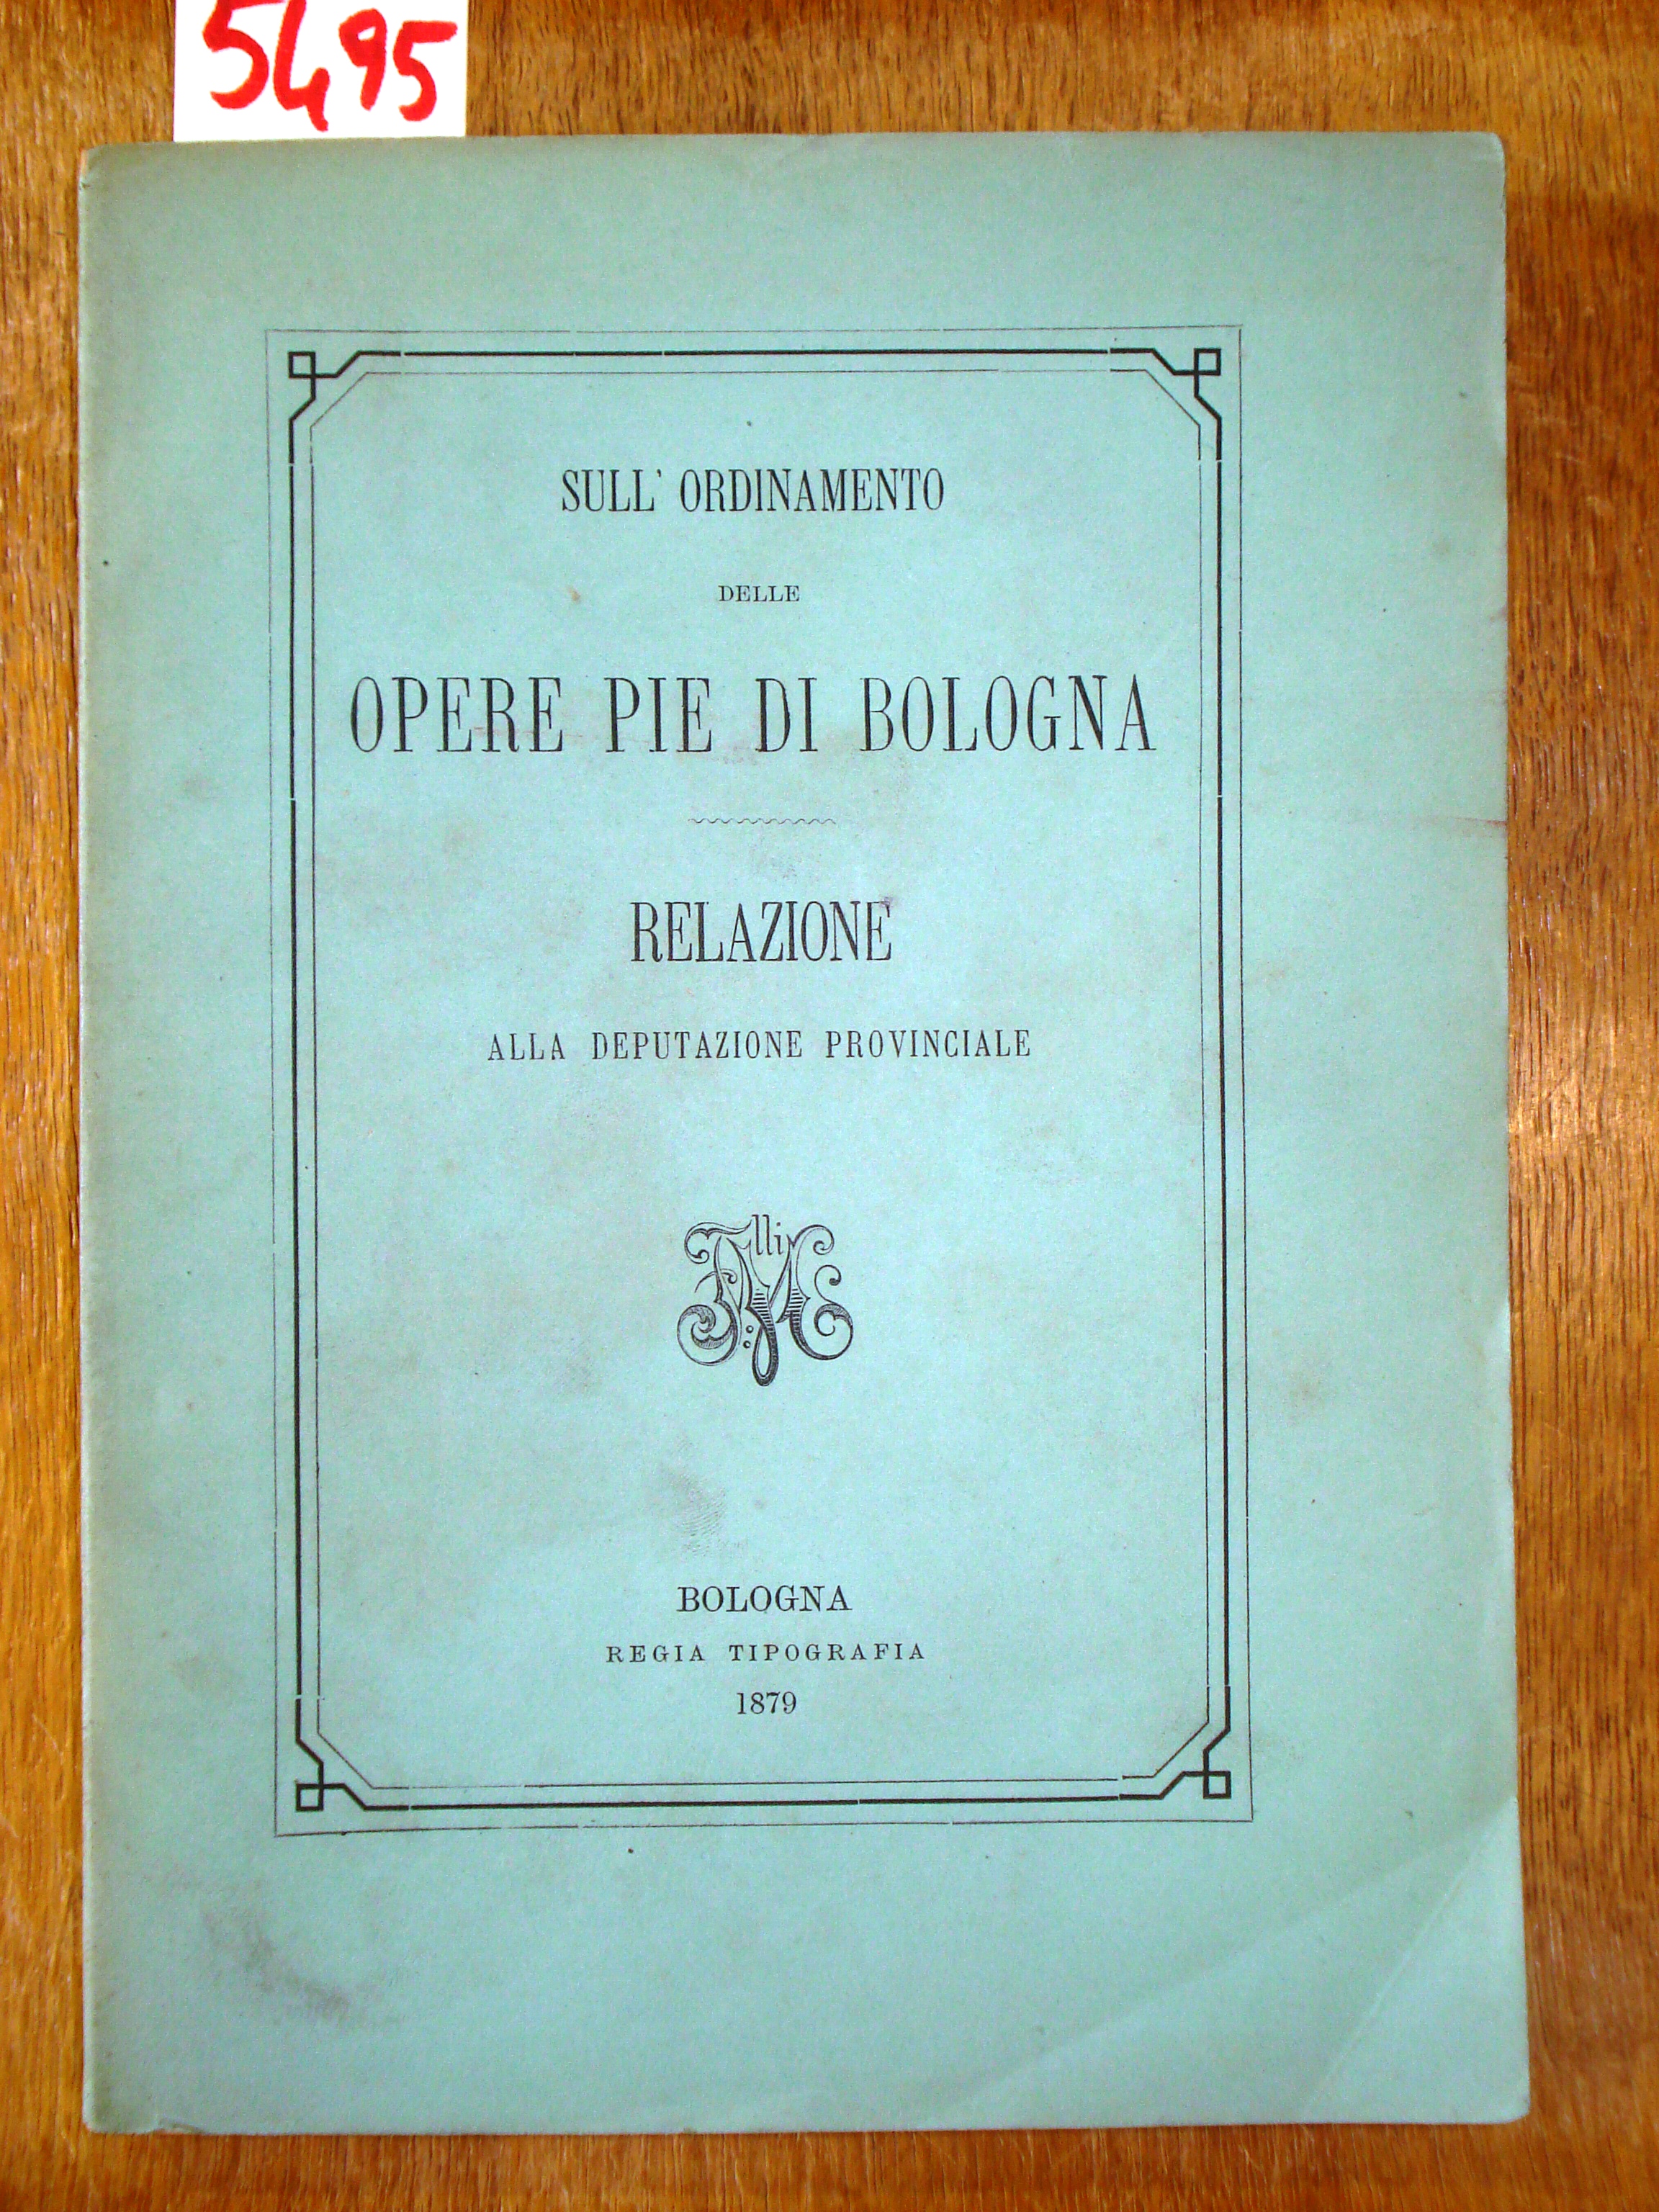 5495
SULL' ORDINAMENTO
DELLE
OPERE PIE DI BOLOGNA
RELAZIONE
ALLA DEPUTAZIONE PROVINCIALE
BOLOGNA
REGIA TIPOGRAFIA
1879